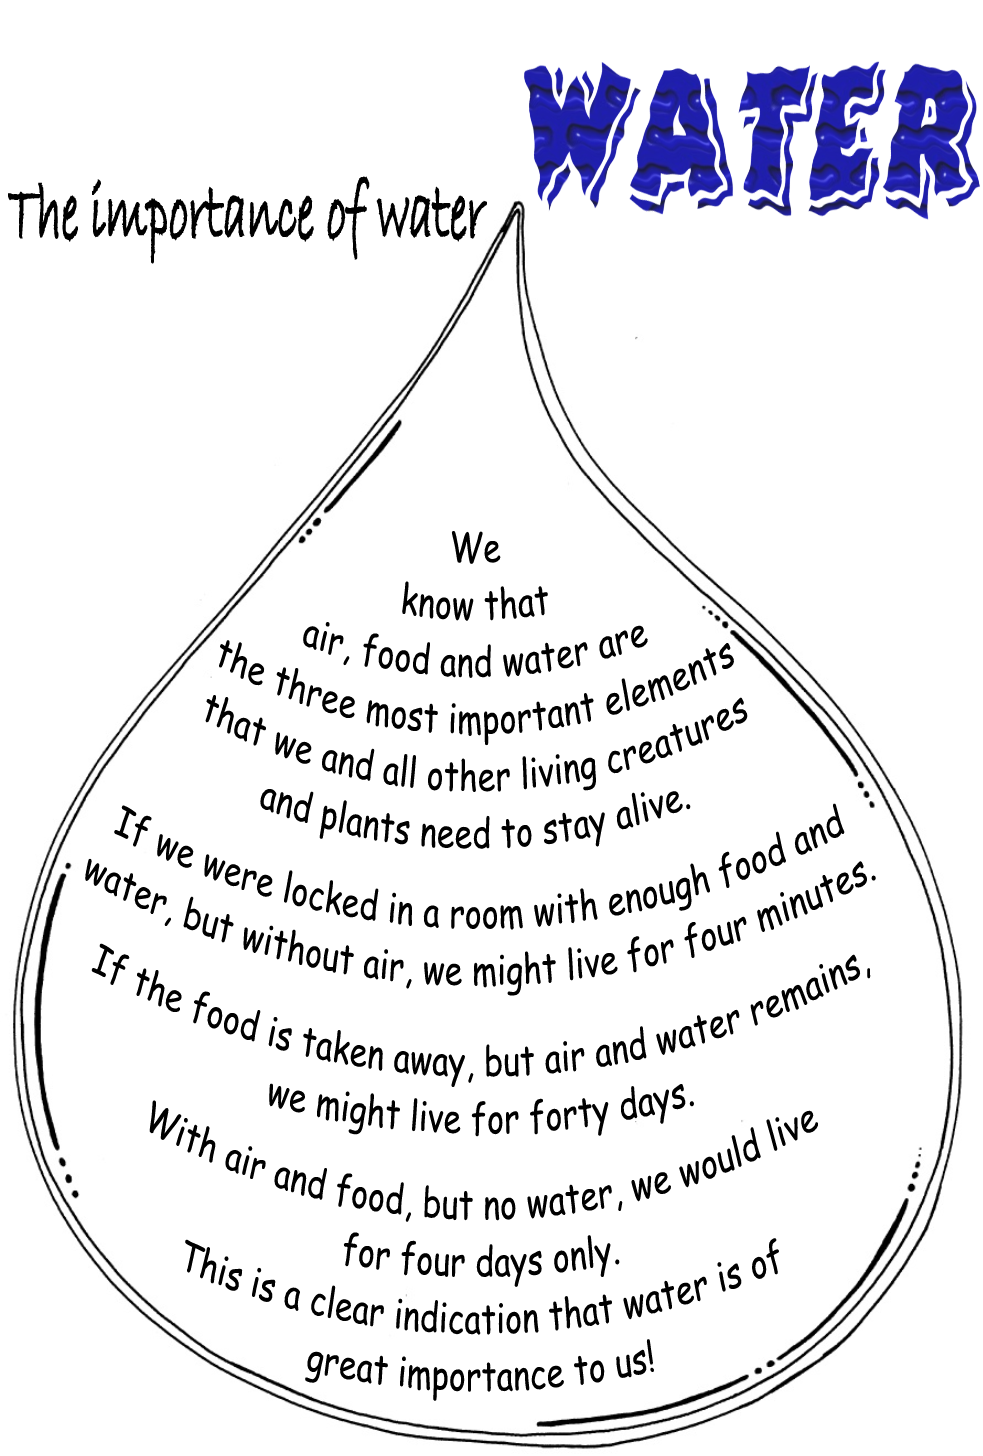 WATER
The importance of water
We
know that
air, food and water are
the three most important elements
that we and all other living creatures
and plants need to stay alive.
If we were locked in a room with enough food and
water, but without air, we might live for four minutes.
If the food is taken away, but air and water remains,
we might live for forty days.
With air and food, but no water, we would live
for four days only.
This is a clear indication that water is of
great importance to us!